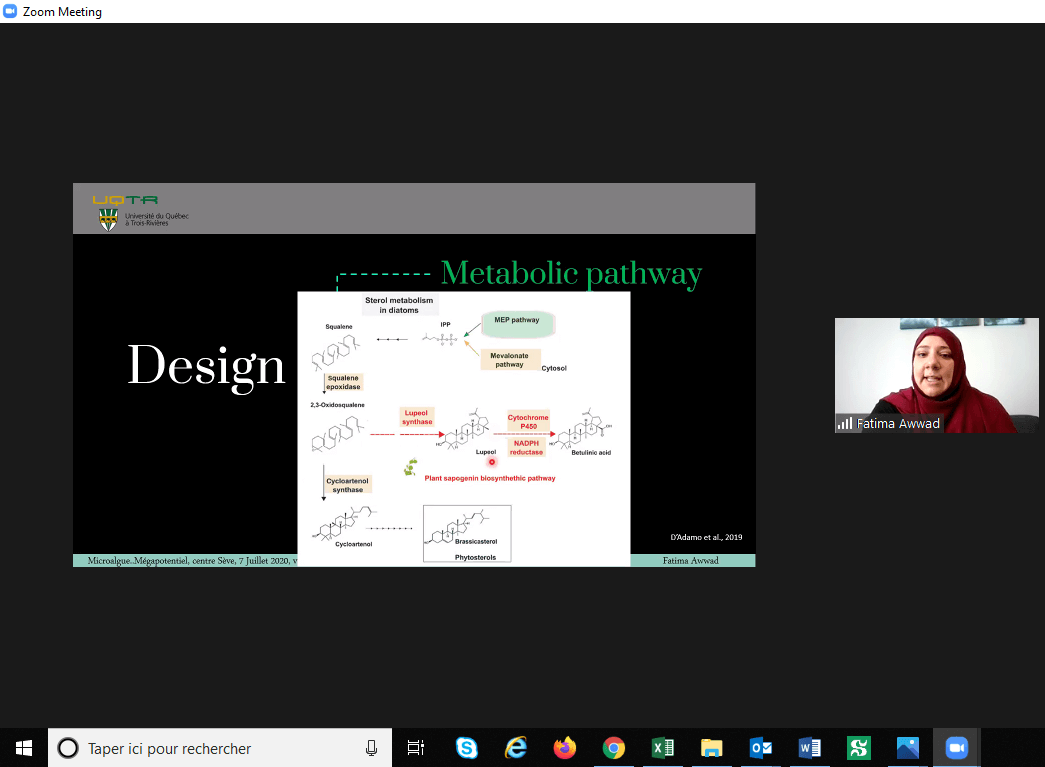 Zoom Meeting
UQTR
Université du Québec
à Trois-Rivières
Metabolic pathway
Design
Sterol metabolism
in diatoms
Squalene
IPP
MEP pathway
Mevalonate
pathway
Cytosol
Squalene
epoxidase
2,3-Oxidosqualene
Lupeol
synthase
Cytochrome
P450
NADPH
reductase
Lupeol
Betulinic acid
Plant sapogenin biosynthethic pathway
Cycloartenol
synthase
Cycloartenol
Brassicasterol
Phytosterols
D'Adamo et al., 2019
Microalgue..Mégapotentiel, centre Sève, 7 Juillet 2020, v
Fatima Awwad
Fatima Awwad
Taper ici pour rechercher